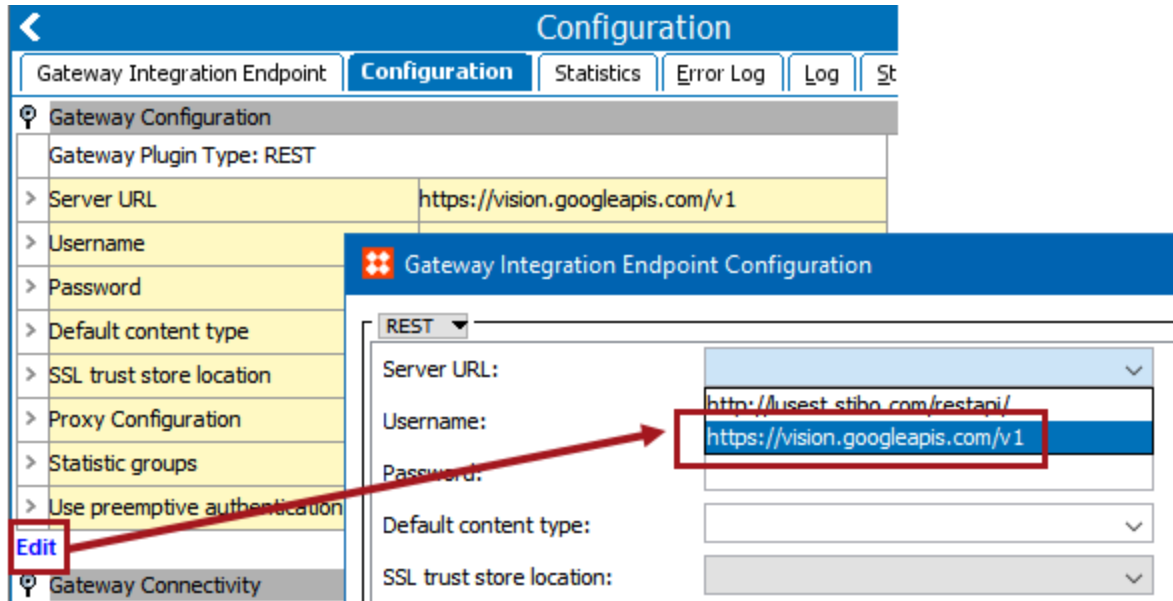 Configuration
Gateway Integration Endpoint Configuration Statistics Error Log Log St
Gateway Configuration
Gateway Plugin Type: REST
Server URL https://vision.googleapis.com/v1
Username
Password
Default content type
SSL trust store location
Proxy Configuration
Statistic groups
Use preemptive authentication
Edit
Gateway Connectivity
Gateway Integration Endpoint Configuration
REST
Server URL:
http://lusest.stibo.com/restapi/
Username:
https://vision.googleapis.com/v1
Password:
Default content type:
SSL trust store location: